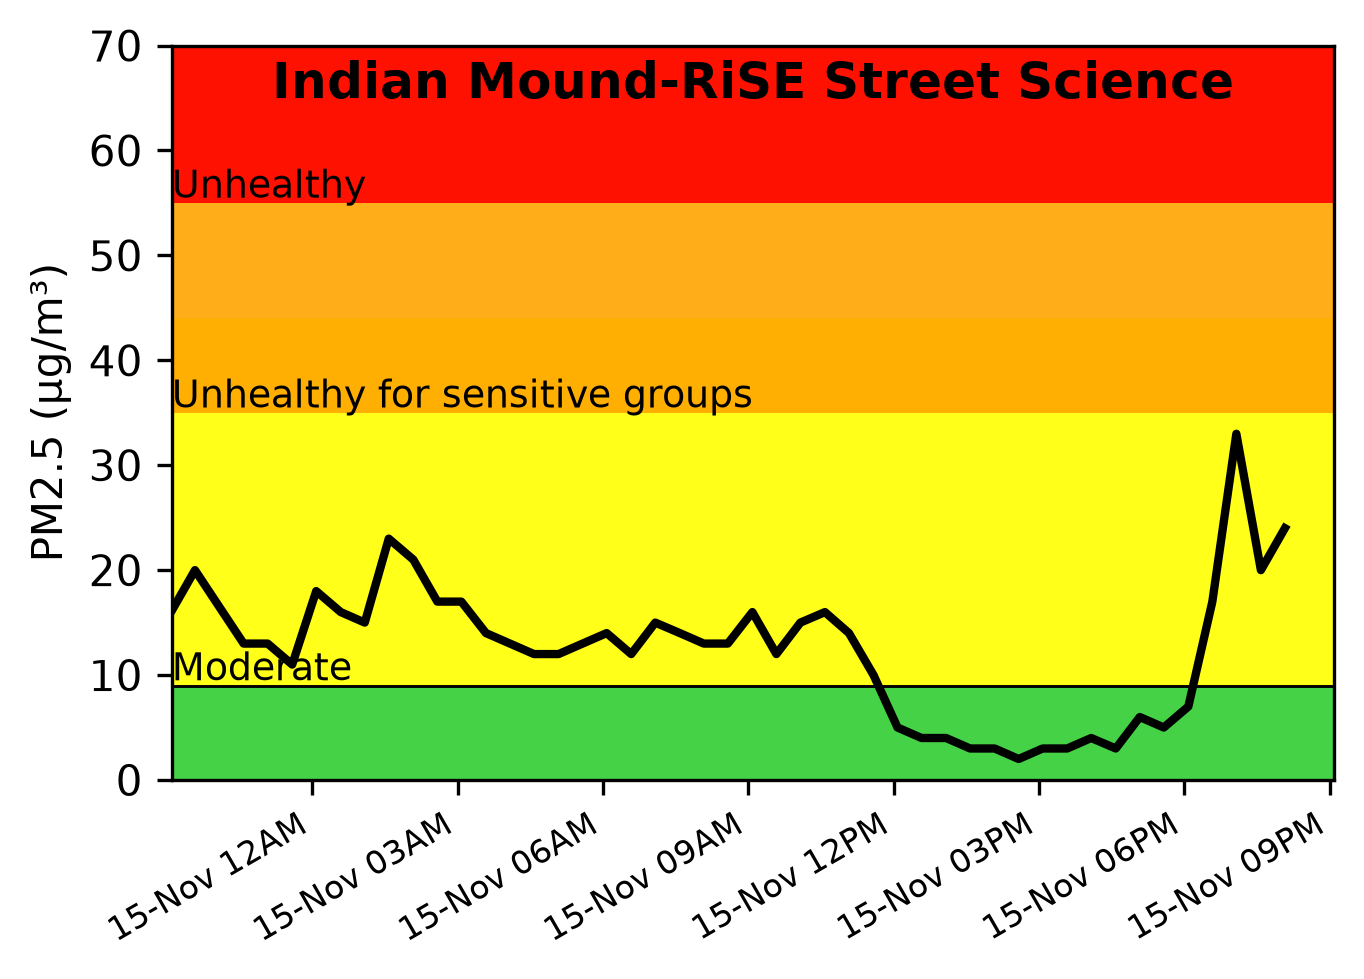 Indian Mound-RiSE Street Science
Unhealthy
Unhealthy for sensitive groups
Moderate
PM2.5 (µg/m³)
70
60
50
40
30
20
10
0
15-Nov 12AM
15-Nov 03AM
15-Nov 06AM
15-Nov 09AM
15-Nov 12PM
15-Nov 03PM
15-Nov 06PM
15-Nov 09PM